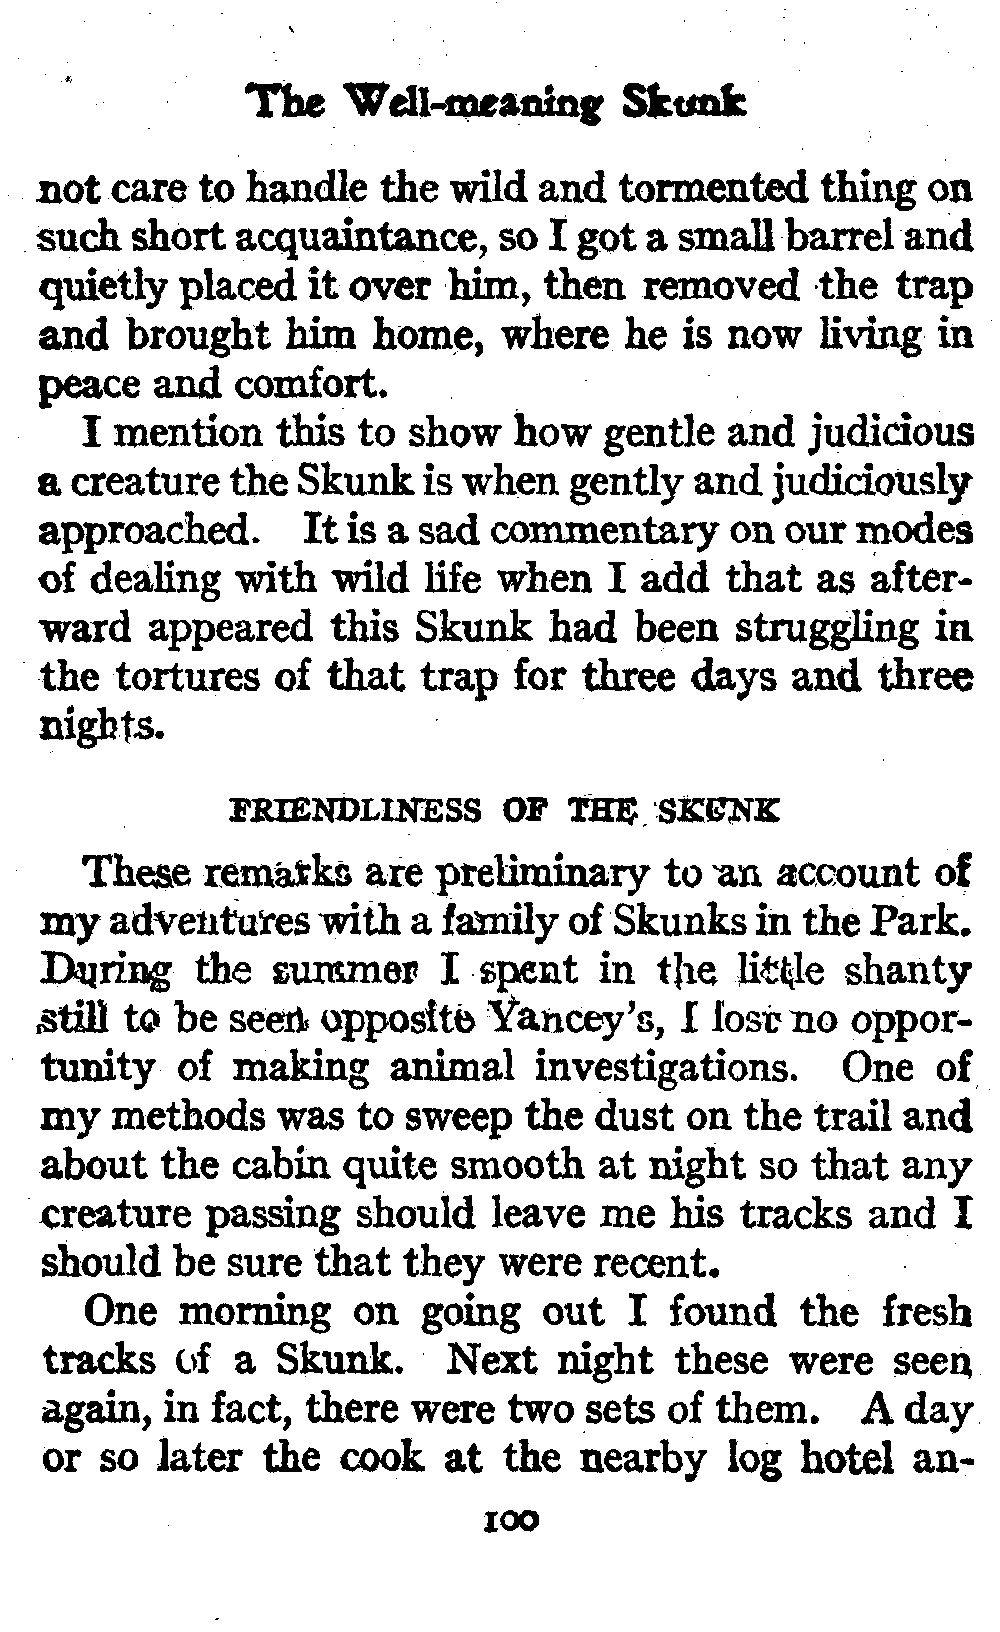 The Well-meaning Skunk
not care to handle the wild and tormented thing on
such short acquaintance, so I got a small barrel and
quietly placed it over him, then removed the trap
and brought him home, where he is now living in
peace and comfort.
I mention this to show how gentle and judicious
a creature the Skunk is when gently and judiciously
approached. It is a sad commentary on our modes
of dealing with wild life when I add that as after-
ward appeared this Skunk had been struggling in
the tortures of that trap for three days and three
nights.
FRIENDLINESS OF THE SKUNK
These remarks are preliminary to an account of
my adventures with a family of Skunks in the Park.
During the summer I spent in the little shanty
still to be seen opposite Yancey's, I lost no oppor-
tunity of making animal investigations. One of
my methods was to sweep the dust on the trail and
about the cabin quite smooth at night so that any
creature passing should leave me his tracks and I
should be sure that they were recent.
One morning on going out I found the fresh
tracks of a Skunk. Next night these were seen
again, in fact, there were two sets of them. A day
or so later the cook at the nearby log hotel an-
100